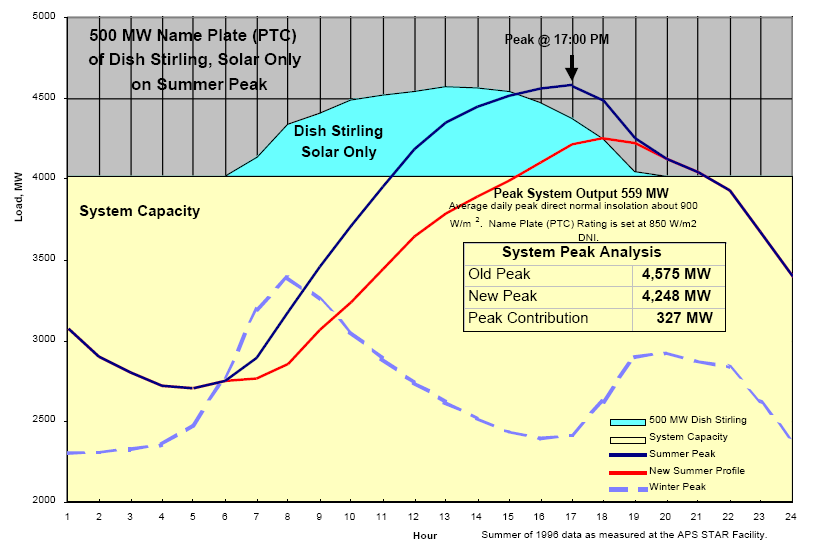 500 MW Name Plate (PTC)
of Dish Stirling, Solar Only
on Summer Peak
Peak @ 17:00 PM
Dish Stirling
Solar Only
System Capacity
Peak System Output 559 MW
Average daily peak direct normal insolation about 900
W/m 2. Name Plate (PTC) Rating is set at 850 W/m2
DNI.
System Peak Analysis
Old Peak 4,575 MW
New Peak 4,248 MW
Peak Contribution 327 MW
500 MW Dish Stirling
System Capacity
Summer Peak
New Summer Profile
Winter Peak
Load, MW
5000
4500
4000
3500
3000
2500
2000
1 2 3 4 5 6 7 8 9 10 11 12 13 14 15 16 17 18 19 20 21 22 23 24
Hour
Summer of 1996 data as measured at the APS STAR Facility.